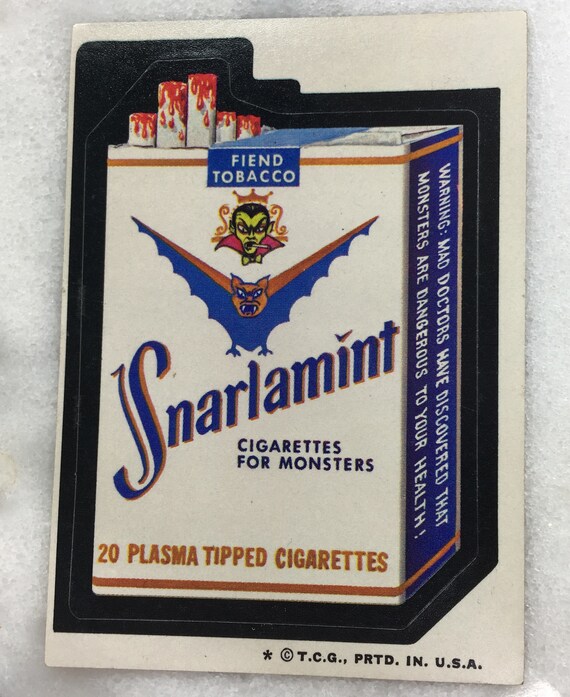 FIEND
TOBACCO
Snarlamint
CIGARETTES
FOR MONSTERS
20 PLASMA TIPPED CIGARETTES
WARNING: MAD DOCTORS HAVE DISCOVERED THAT
MONSTERS ARE DANGEROUS TO YOUR HEALTH!
* © T.C.G., PRTD. IN. U.S.A.